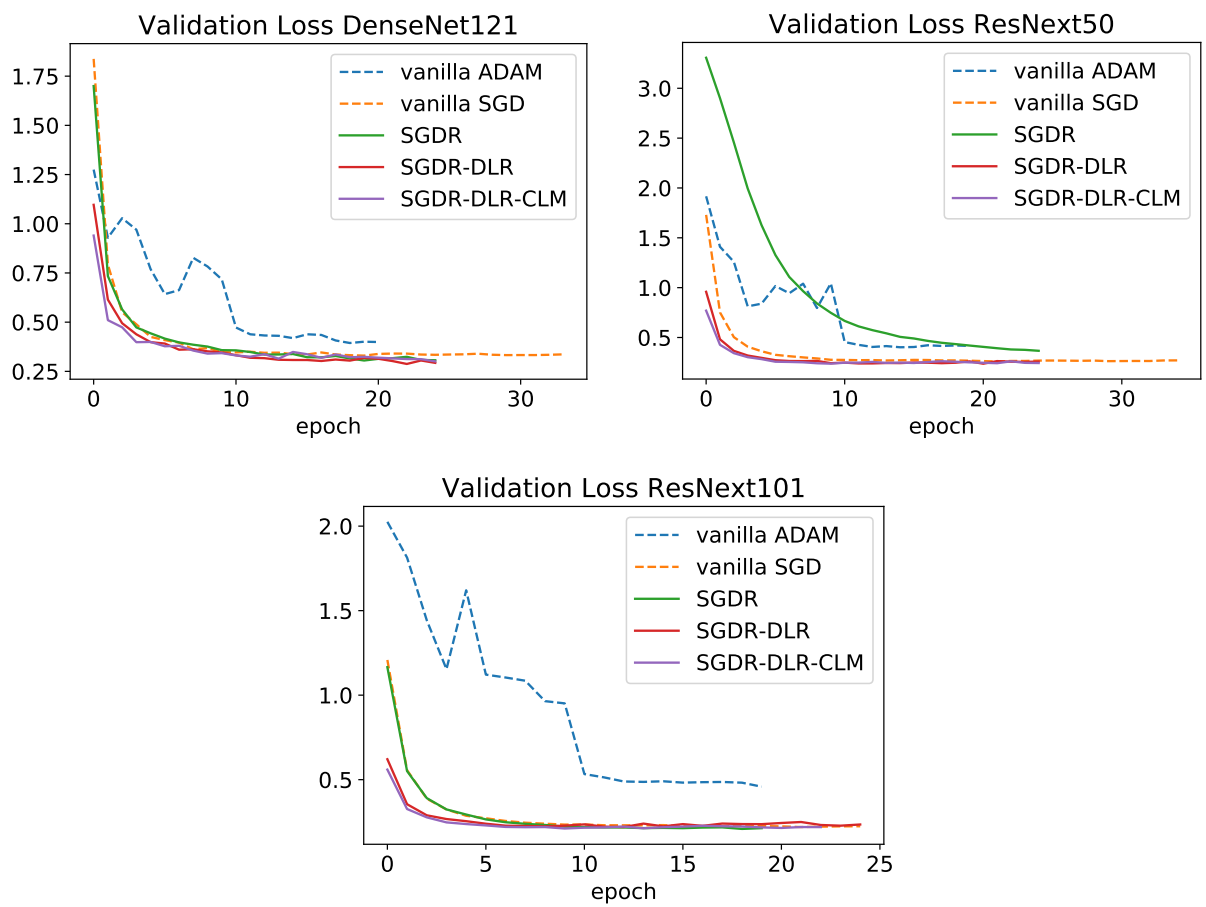 Validation Loss DenseNet121
vanilla ADAM
vanilla SGD
SGDR
SGDR-DLR
SGDR-DLR-CLM
1.75
1.50
1.25
1.00
0.75
0.50
0.25
0 10 20 30
epoch
Validation Loss ResNext50
vanilla ADAM
vanilla SGD
SGDR
SGDR-DLR
SGDR-DLR-CLM
3.0
2.5
2.0
1.5
1.0
0.5
0 10 20 30
epoch
Validation Loss ResNext101
vanilla ADAM
vanilla SGD
SGDR
SGDR-DLR
SGDR-DLR-CLM
2.0
1.5
1.0
0.5
0 5 10 15 20 25
epoch